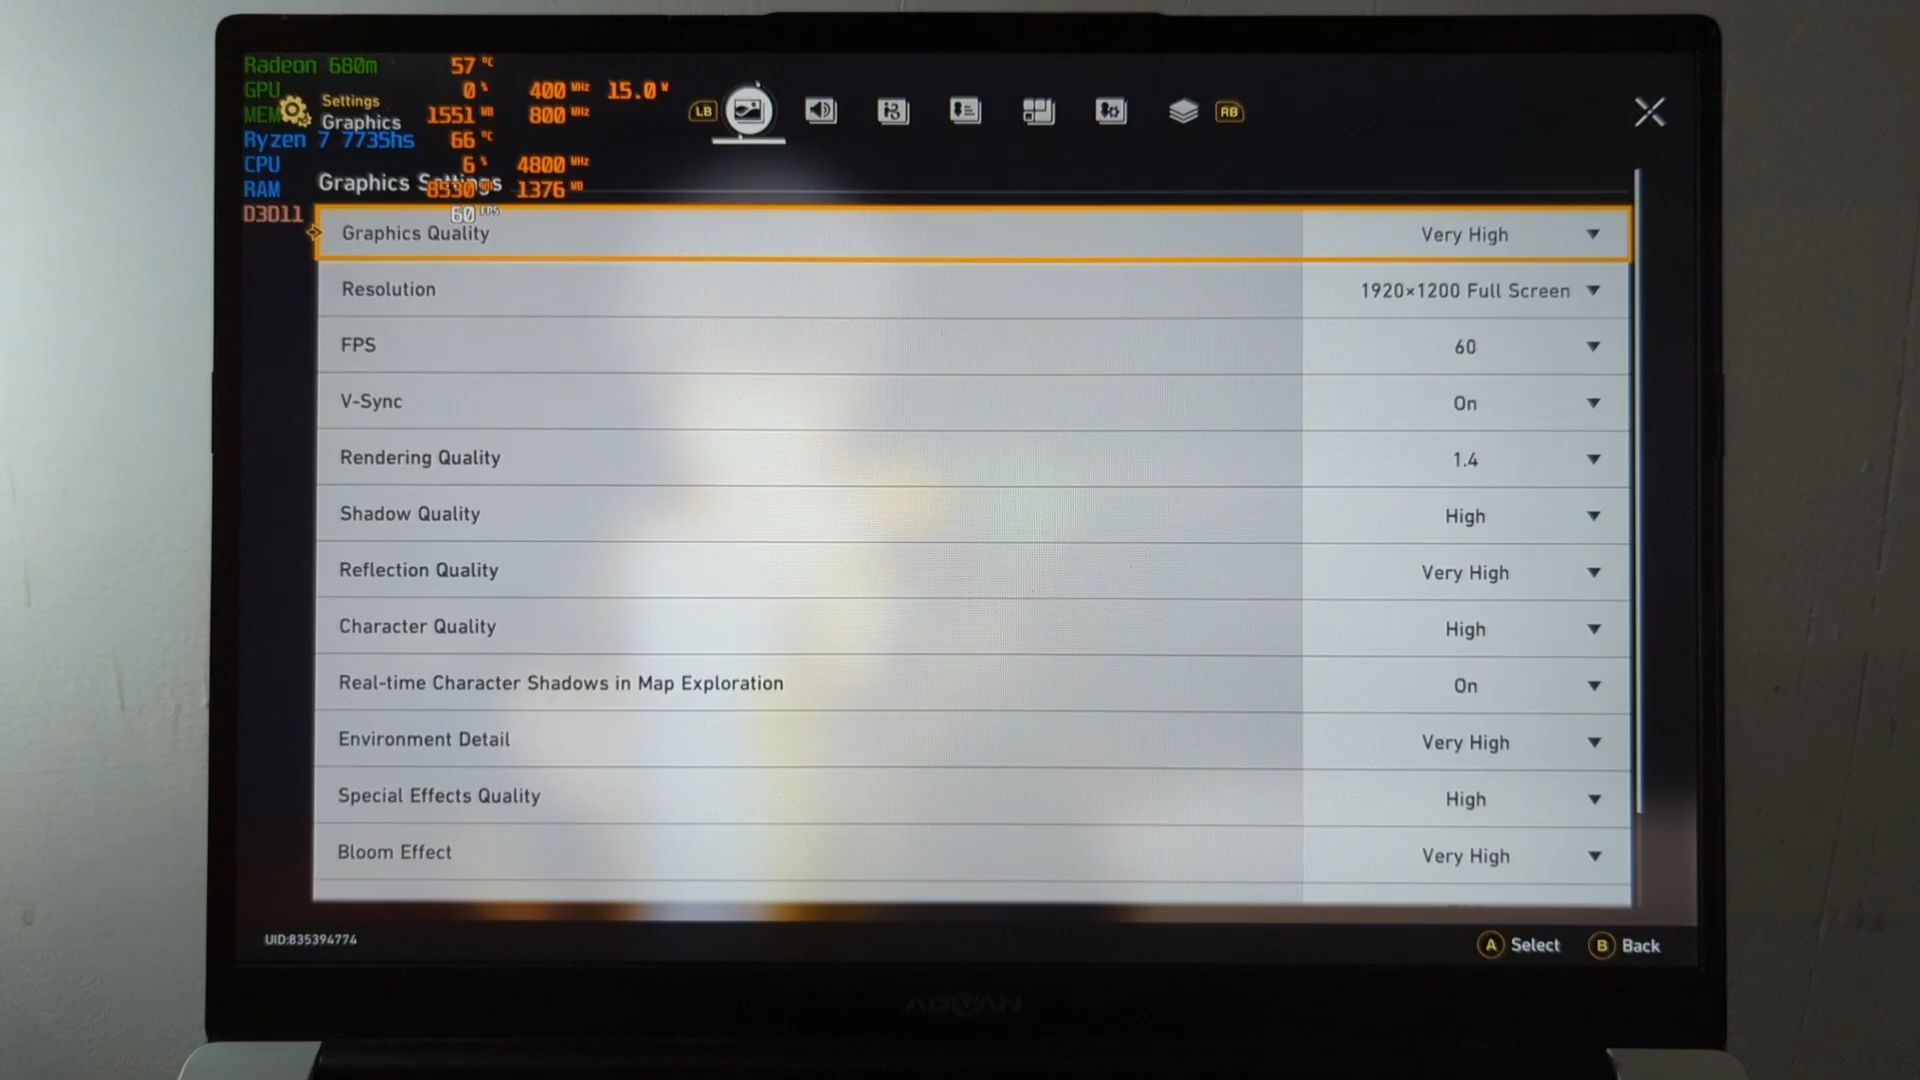 Radeon 680m 57 °C
GPU 0 % 400 MHz 15.0 W
MEM 1551 MB 800 MHz
Settings
Graphics
Ryzen 7 7735hs 66 °C
CPU 6 % 4800 MHz
RAM 8530 MB 1376 MB
D3D11 60 FPS
LB
RB
Graphics Settings
Graphics Quality Very High
Resolution 1920×1200 Full Screen
FPS 60
V-Sync On
Rendering Quality 1.4
Shadow Quality High
Reflection Quality Very High
Character Quality High
Real-time Character Shadows in Map Exploration On
Environment Detail Very High
Special Effects Quality High
Bloom Effect Very High
UID:835394774
A Select B Back
ADVAN